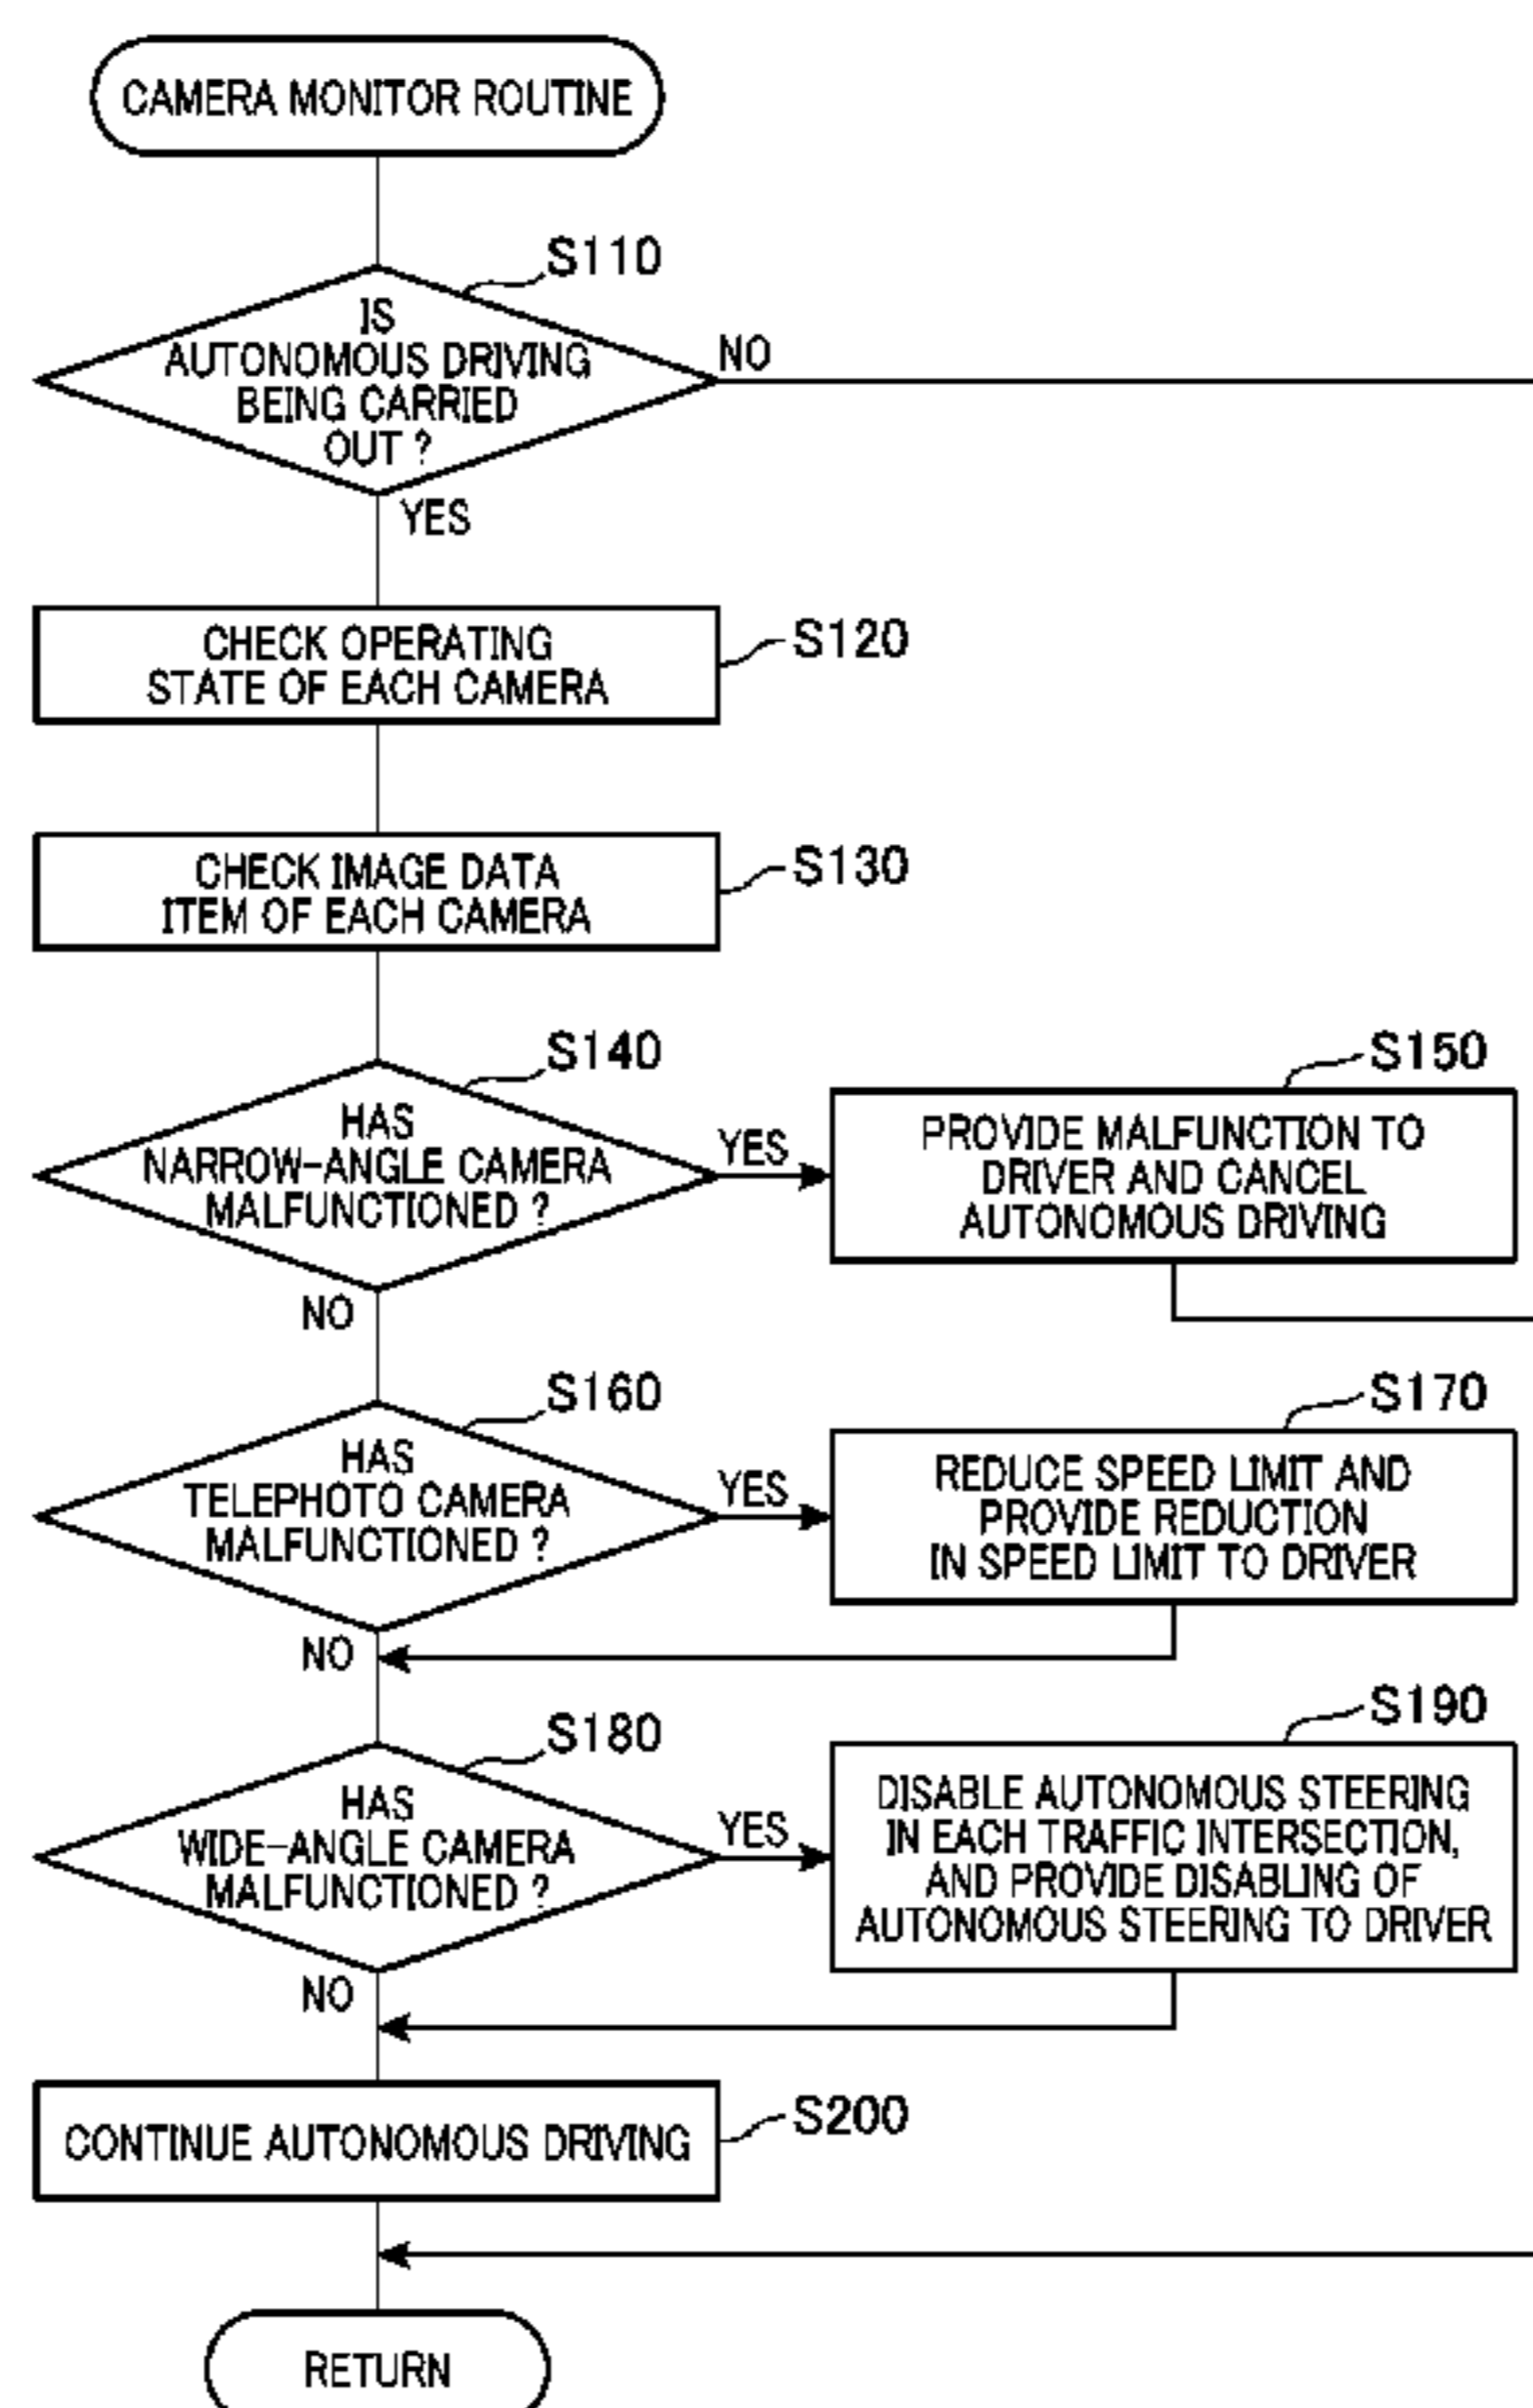 CAMERA MONITOR ROUTINE
S110
IS
AUTONOMOUS DRIVING
BEING CARRIED
OUT ?
NO
YES
CHECK OPERATING
STATE OF EACH CAMERA
S120
CHECK IMAGE DATA
ITEM OF EACH CAMERA
S130
S140
HAS
NARROW-ANGLE CAMERA
MALFUNCTIONED ?
YES
NO
S150
PROVIDE MALFUNCTION TO
DRIVER AND CANCEL
AUTONOMOUS DRIVING
S160
HAS
TELEPHOTO CAMERA
MALFUNCTIONED ?
YES
NO
S170
REDUCE SPEED LIMIT AND
PROVIDE REDUCTION
IN SPEED LIMIT TO DRIVER
S180
HAS
WIDE-ANGLE CAMERA
MALFUNCTIONED ?
YES
NO
S190
DISABLE AUTONOMOUS STEERING
IN EACH TRAFFIC INTERSECTION,
AND PROVIDE DISABLING OF
AUTONOMOUS STEERING TO DRIVER
CONTINUE AUTONOMOUS DRIVING
S200
RETURN